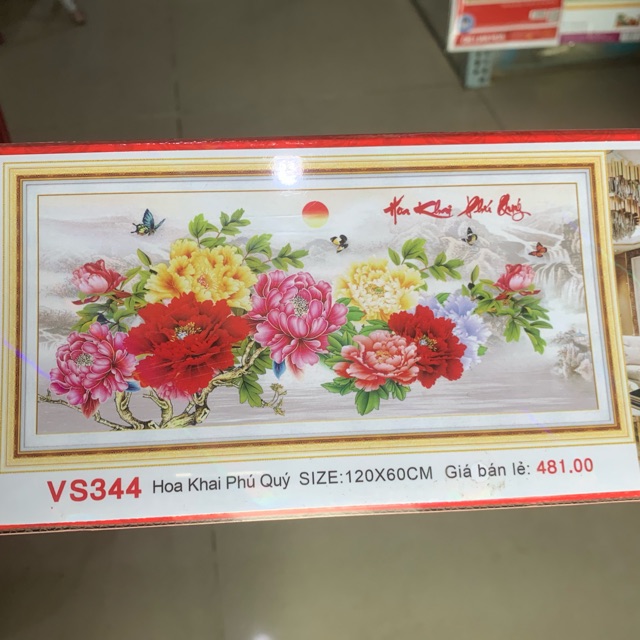 Hoa Khai Phú Quý
VS344 Hoa Khai Phú Quý SIZE:120X60CM Giá bán lẻ: 481.00